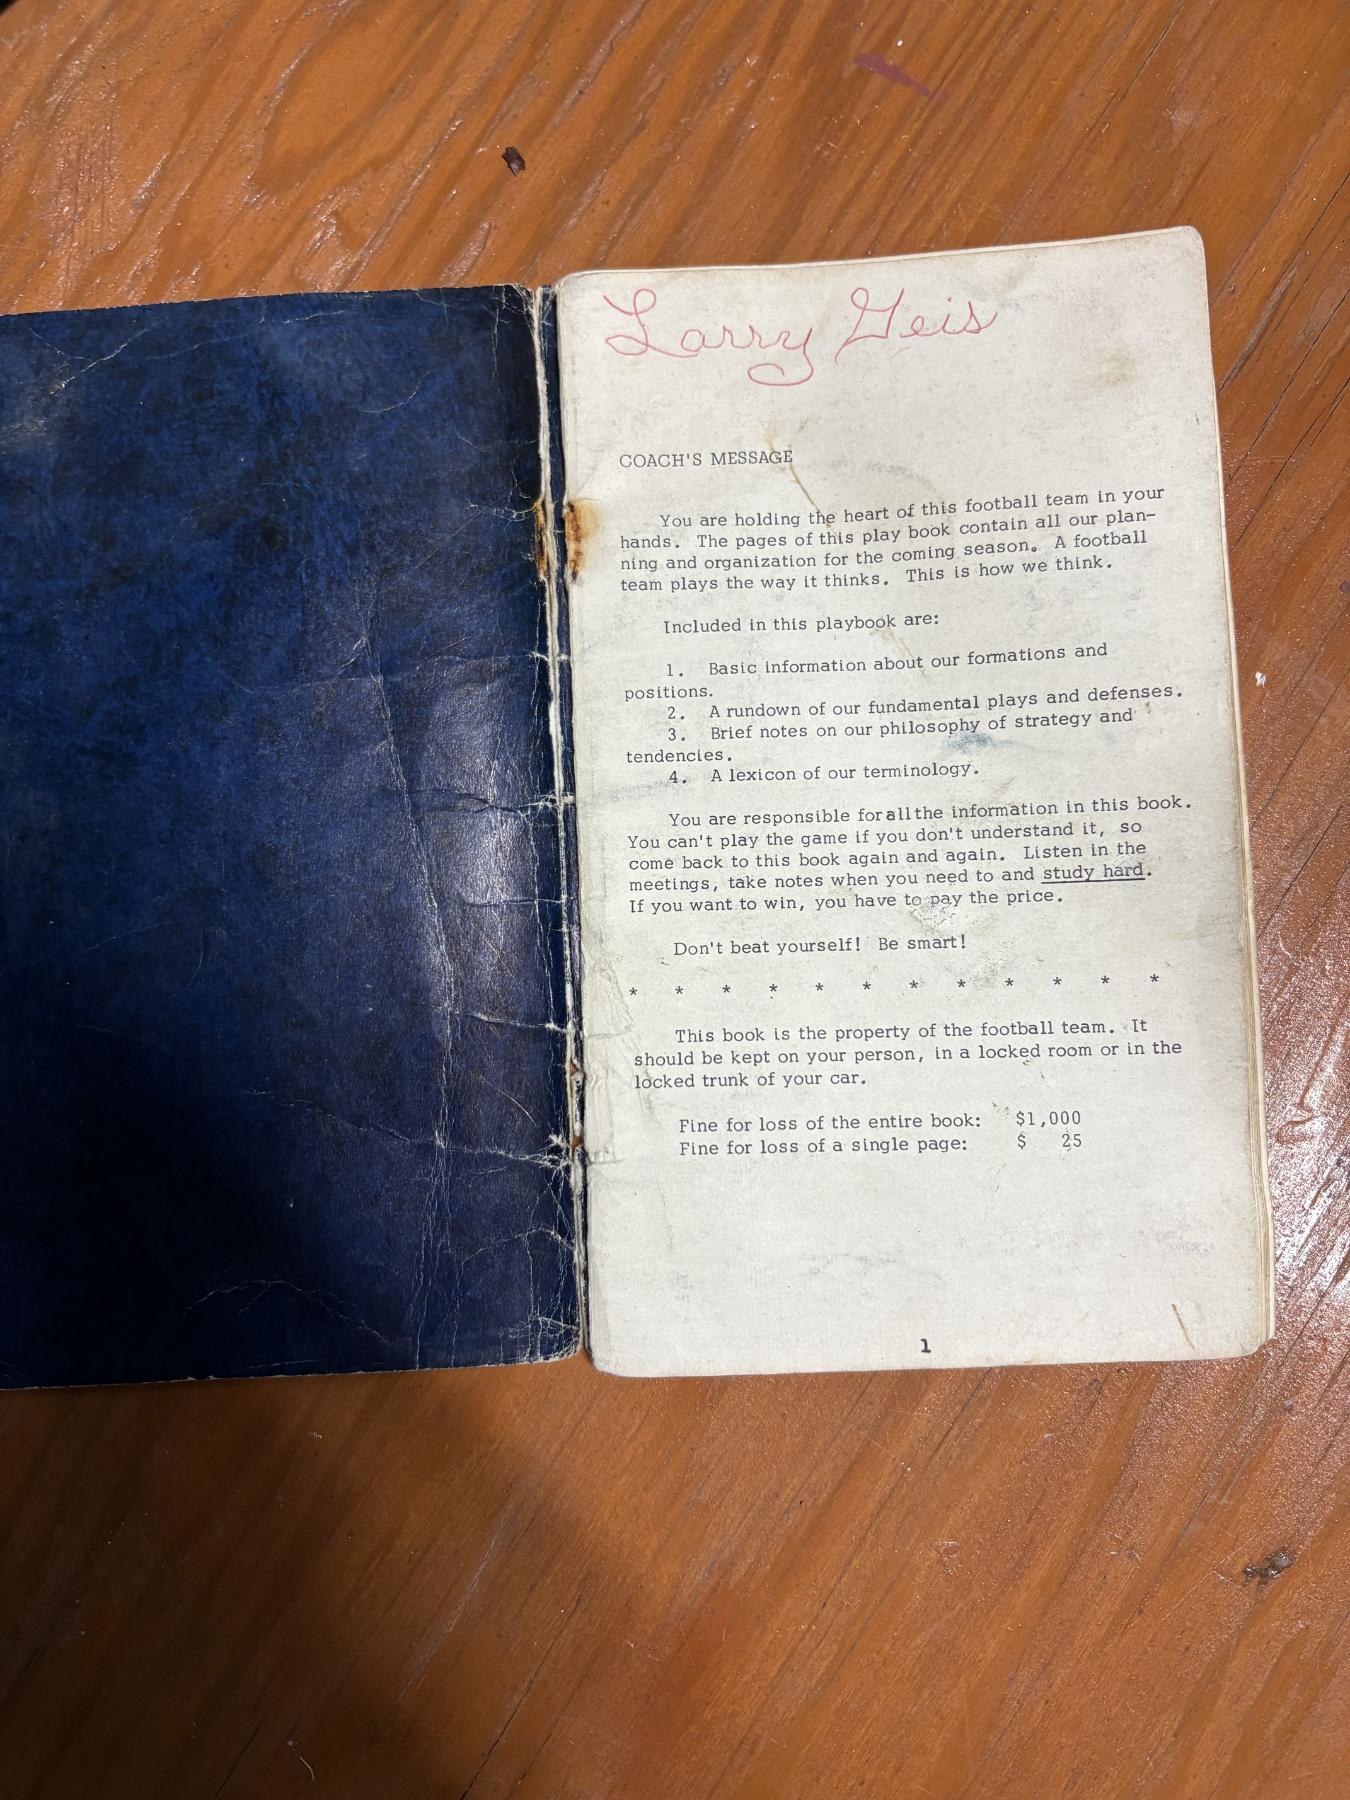 Larry Geis
COACH'S MESSAGE
You are holding the heart of this football team in your
hands. The pages of this play book contain all our plan-
ning and organization for the coming season. A football
team plays the way it thinks. This is how we think.
Included in this playbook are:
1. Basic information about our formations and
positions.
2. A rundown of our fundamental plays and defenses.
3. Brief notes on our philosophy of strategy and
tendencies.
4. A lexicon of our terminology.
You are responsible for all the information in this book.
You can't play the game if you don't understand it, so
come back to this book again and again. Listen in the
meetings, take notes when you need to and study hard.
If you want to win, you have to pay the price.
Don't beat yourself! Be smart!
* * * * * * * * * * * *
This book is the property of the football team. It
should be kept on your person, in a locked room or in the
locked trunk of your car.
Fine for loss of the entire book: $1,000
Fine for loss of a single page: $ 25
1